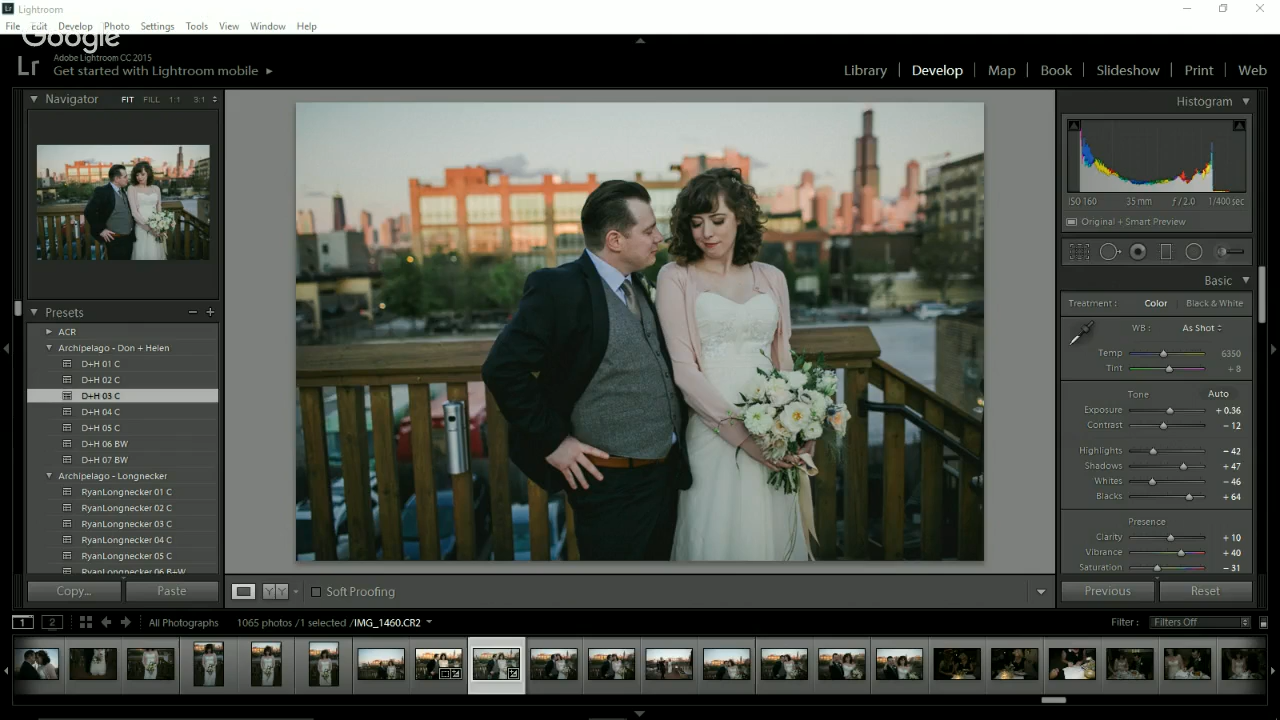 Lr Lightroom
File Edit Develop Photo Settings Tools View Window Help
Google
Lr Adobe Lightroom CC 2015
Get started with Lightroom mobile
Library Develop Map Book Slideshow Print Web
Navigator FIT FILL 1:1 3:1
Histogram
ISO 160 35 mm ƒ / 2.0 1/400 sec
Original + Smart Preview
Basic
Treatment : Color Black & White
WB : As Shot
Temp 6350
Tint + 8
Tone Auto
Exposure + 0.36
Contrast − 12
Highlights − 42
Shadows + 47
Whites − 46
Blacks + 64
Presence
Clarity + 10
Vibrance + 40
Saturation − 31
Previous Reset
Presets
ACR
Archipelago - Don + Helen
D+H 01 C
D+H 02 C
D+H 03 C
D+H 04 C
D+H 05 C
D+H 06 BW
D+H 07 BW
Archipelago - Longnecker
RyanLongnecker 01 C
RyanLongnecker 02 C
RyanLongnecker 03 C
RyanLongnecker 04 C
RyanLongnecker 05 C
RyanLongnecker 06 B+W
Copy... Paste
Soft Proofing
1 2 All Photographs 1065 photos / 1 selected / IMG_1460.CR2
Filter : Filters Off